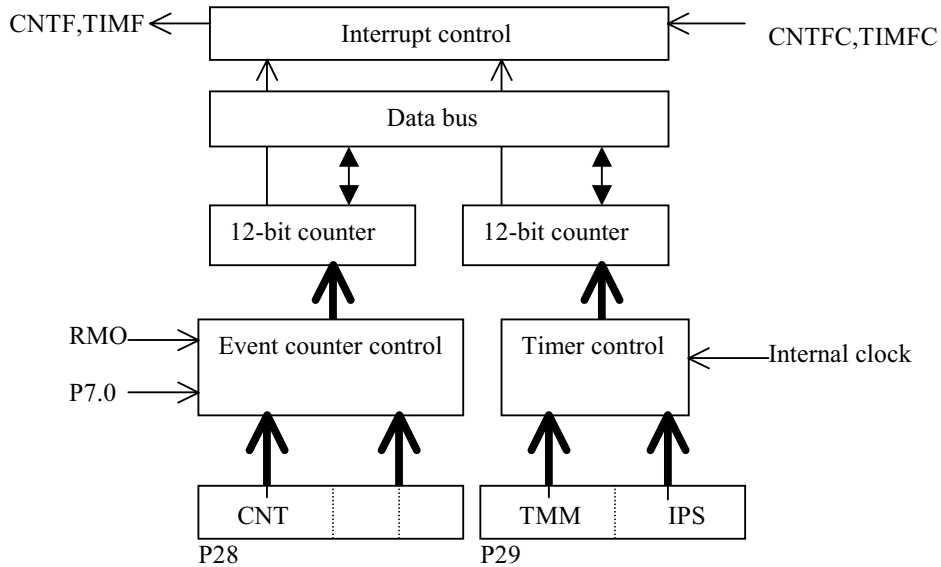 CNTF,TIMF
Interrupt control
CNTFC,TIMFC
Data bus
12-bit counter
12-bit counter
RMO
Event counter control
Timer control
Internal clock
P7.0
CNT
TMM
IPS
P28
P29